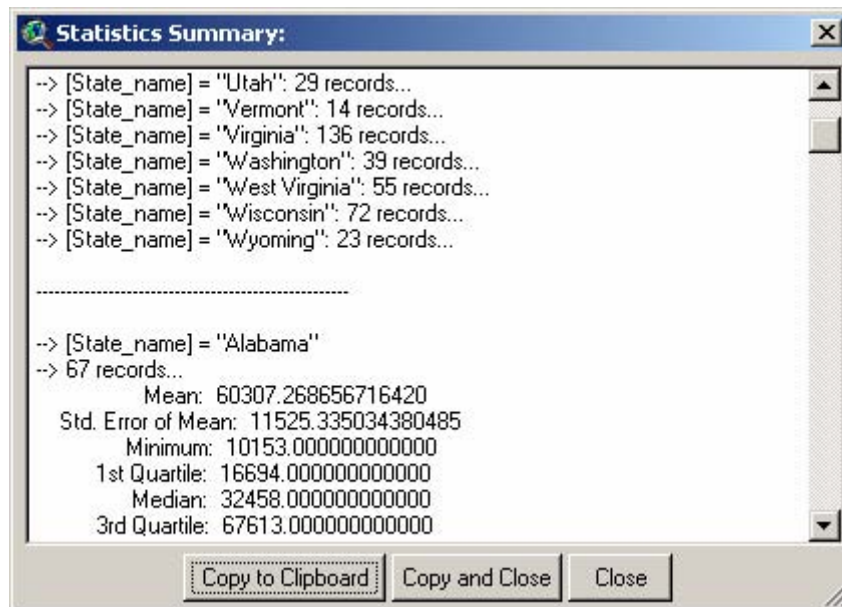 Statistics Summary:
--> [State_name] = "Utah": 29 records...
--> [State_name] = "Vermont": 14 records...
--> [State_name] = "Virginia": 136 records...
--> [State_name] = "Washington": 39 records...
--> [State_name] = "West Virginia": 55 records...
--> [State_name] = "Wisconsin": 72 records...
--> [State_name] = "Wyoming": 23 records...
----------------------------------------------------
--> [State_name] = "Alabama"
--> 67 records...
Mean: 60307.268656716420
Std. Error of Mean: 11525.335034380485
Minimum: 10153.000000000000
1st Quartile: 16694.000000000000
Median: 32458.000000000000
3rd Quartile: 67613.000000000000
Copy to Clipboard Copy and Close Close